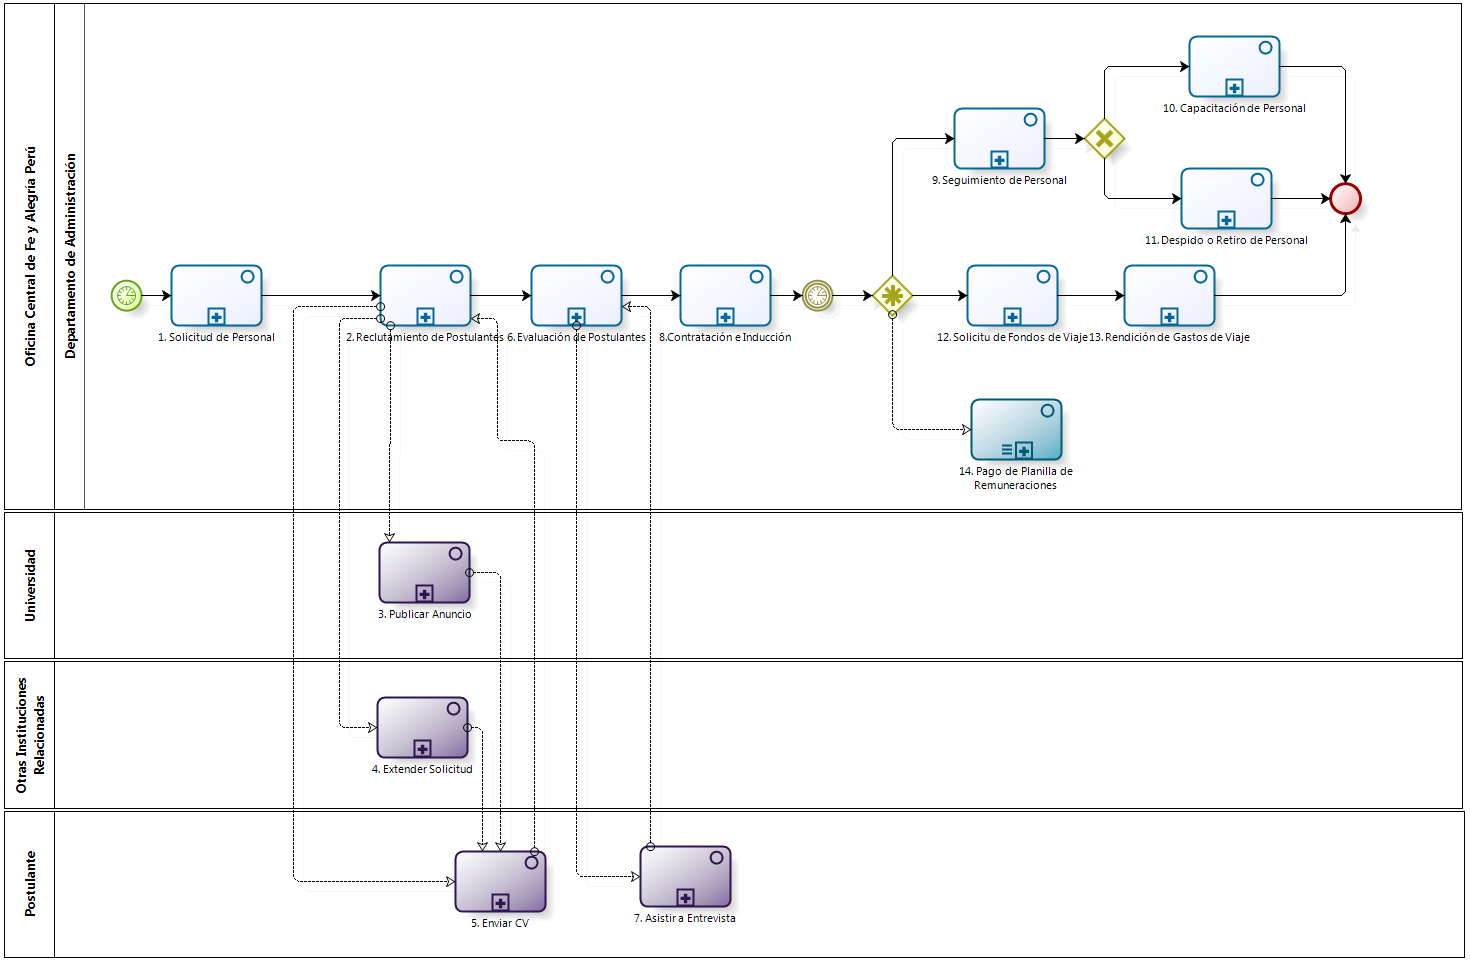 Oficina Central de Fe y Alegría Perú
Departamento de Administración
10. Capacitación de Personal
9. Seguimiento de Personal
11. Despido o Retiro de Personal
1. Solicitud de Personal
2. Reclutamiento de Postulantes
6. Evaluación de Postulantes
8.Contratación e Inducción
12. Solicitu de Fondos de Viaje
13. Rendición de Gastos de Viaje
14. Pago de Planilla de
Remuneraciones
Universidad
3. Publicar Anuncio
Otras Instituciones
Relacionadas
4. Extender Solicitud
Postulante
5. Enviar CV
7. Asistir a Entrevista